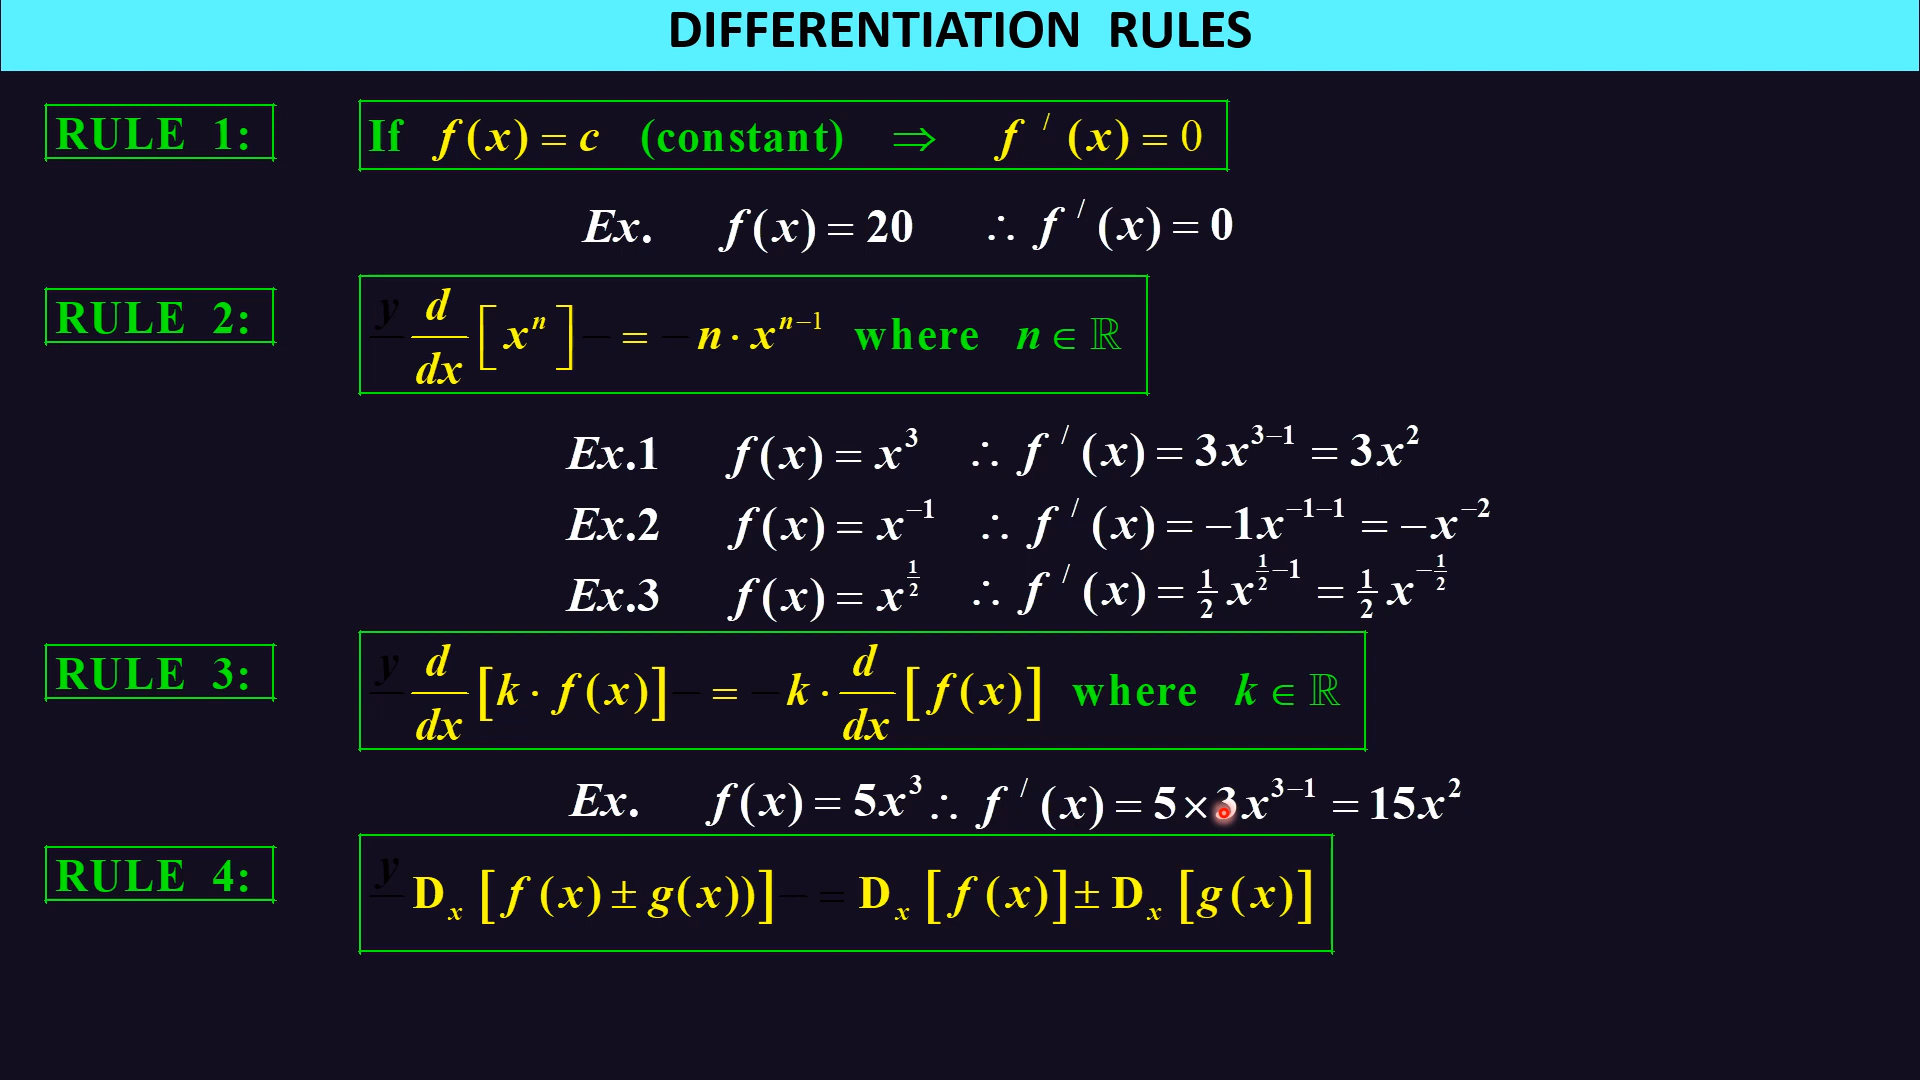 DIFFERENTIATION RULES
RULE 1: If f(x) = c (constant) ⇒ f ′(x) = 0
Ex. f(x) = 20 ∴ f ′(x) = 0
RULE 2: y d/dx [xⁿ] = n · xⁿ⁻¹ where n ∈ ℝ
Ex.1 f(x) = x³ ∴ f ′(x) = 3x³⁻¹ = 3x²
Ex.2 f(x) = x⁻¹ ∴ f ′(x) = −1x⁻¹⁻¹ = −x⁻²
Ex.3 f(x) = x^(1/2) ∴ f ′(x) = 1/2 x^(1/2−1) = 1/2 x^(−1/2)
RULE 3: y d/dx [k · f(x)] = k · d/dx [f(x)] where k ∈ ℝ
Ex. f(x) = 5x³ ∴ f ′(x) = 5×3x³⁻¹ = 15x²
RULE 4: y Dₓ [f(x) ± g(x))] = Dₓ [f(x)] ± Dₓ [g(x)]